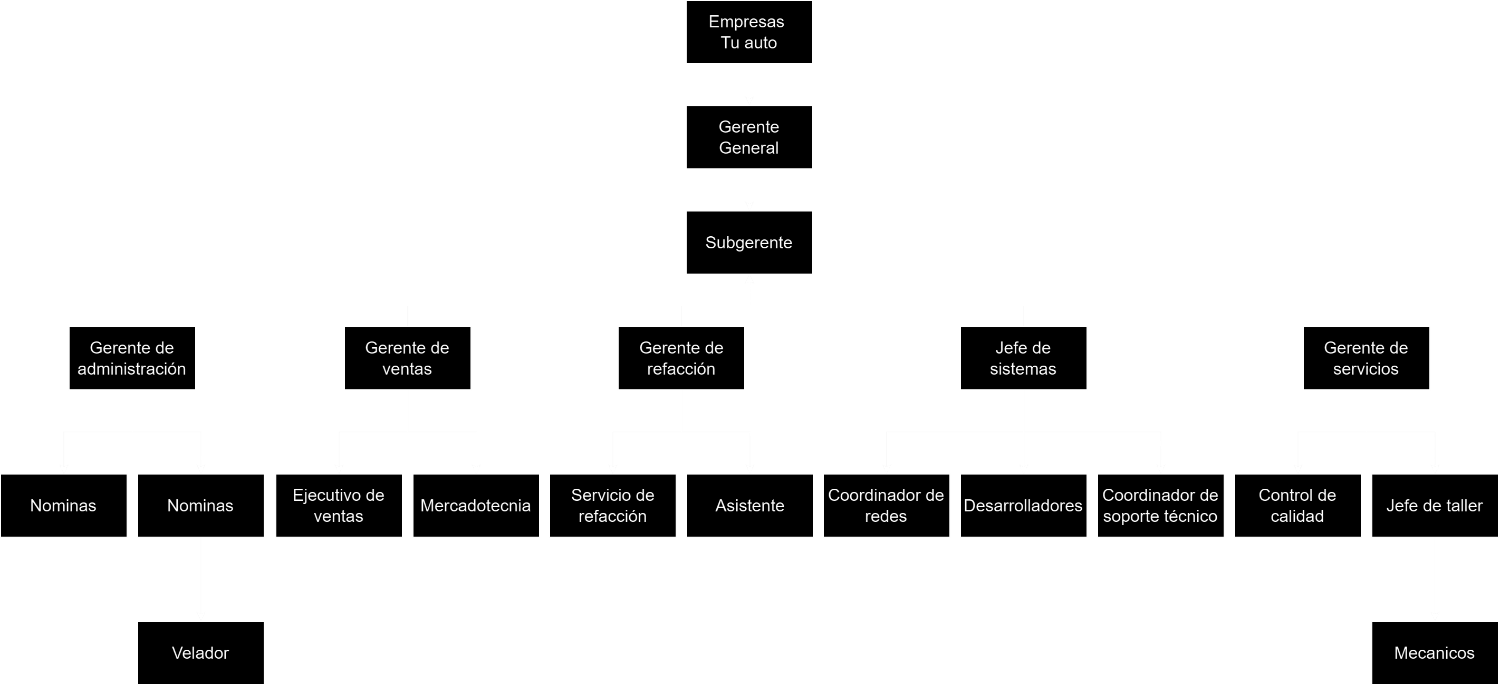 Empresas
Tu auto
Gerente
General
Subgerente
Gerente de
administración
Gerente de
ventas
Gerente de
refacción
Jefe de
sistemas
Gerente de
servicios
Nominas
Nominas
Ejecutivo de
ventas
Mercadotecnia
Servicio de
refacción
Asistente
Coordinador de
redes
Desarrolladores
Coordinador de
soporte técnico
Control de
calidad
Jefe de taller
Velador
Mecanicos